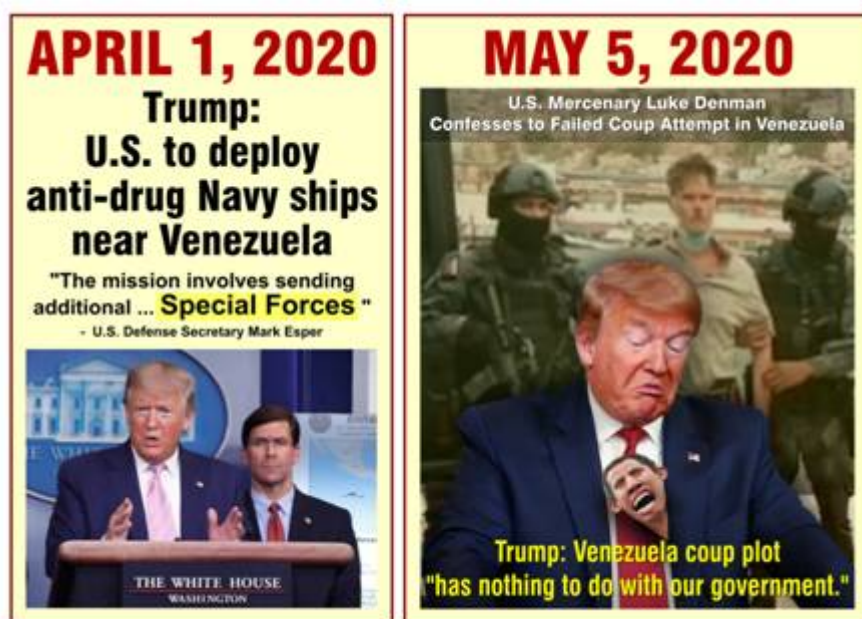 APRIL 1, 2020
Trump:
U.S. to deploy
anti-drug Navy ships
near Venezuela
"The mission involves sending
additional ... Special Forces "
- U.S. Defense Secretary Mark Esper
THE WHITE HOUSE
WASHINGTON
MAY 5, 2020
U.S. Mercenary Luke Denman
Confesses to Failed Coup Attempt in Venezuela
Trump: Venezuela coup plot
"has nothing to do with our government."